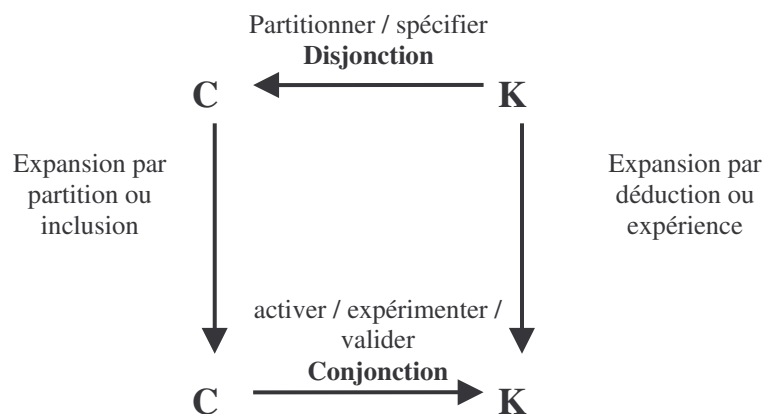 Partitionner / spécifier
Disjonction
C K
Expansion par
partition ou
inclusion
Expansion par
déduction ou
expérience
activer / expérimenter /
valider
Conjonction
C K